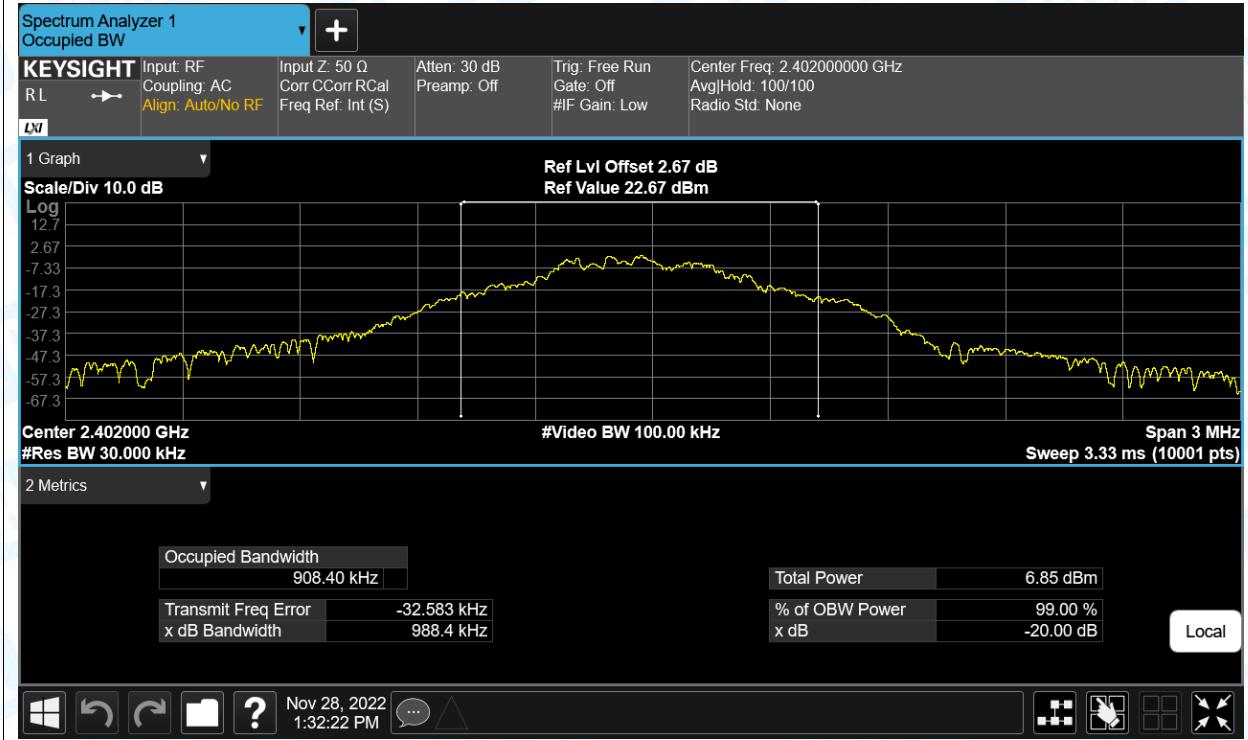 Spectrum Analyzer 1
Occupied BW
KEYSIGHT
R L
LXI
Input: RF
Coupling: AC
Align: Auto/No RF
Input Z: 50 Ω
Corr CCorr RCal
Freq Ref: Int (S)
Atten: 30 dB
Preamp: Off
Trig: Free Run
Gate: Off
#IF Gain: Low
Center Freq: 2.402000000 GHz
Avg|Hold: 100/100
Radio Std: None
1 Graph
Scale/Div 10.0 dB
Ref Lvl Offset 2.67 dB
Ref Value 22.67 dBm
Log
12.7
2.67
-7.33
-17.3
-27.3
-37.3
-47.3
-57.3
-67.3
Center 2.402000 GHz
#Res BW 30.000 kHz
#Video BW 100.00 kHz
Span 3 MHz
Sweep 3.33 ms (10001 pts)
2 Metrics
Occupied Bandwidth
908.40 kHz
Transmit Freq Error -32.583 kHz
x dB Bandwidth 988.4 kHz
Total Power 6.85 dBm
% of OBW Power 99.00 %
x dB -20.00 dB
Local
?
Nov 28, 2022
1:32:22 PM